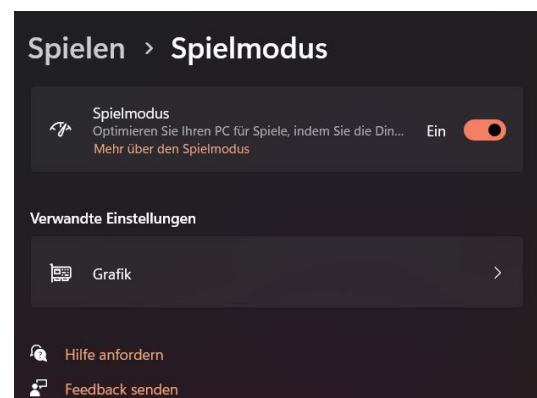 Spielen > Spielmodus
Spielmodus
Optimieren Sie Ihren PC für Spiele, indem Sie die Din...
Ein
Mehr über den Spielmodus
Verwandte Einstellungen
Grafik
Hilfe anfordern
Feedback senden